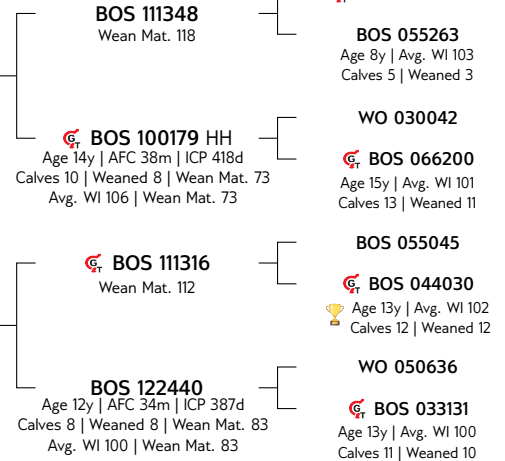 BOS 111348
Wean Mat. 118
BOS 055263
Age 8y | Avg. WI 103
Calves 5 | Weaned 3
GT BOS 100179 HH
Age 14y | AFC 38m | ICP 418d
Calves 10 | Weaned 8 | Wean Mat. 73
Avg. WI 106 | Wean Mat. 73
WO 030042
GT BOS 066200
Age 15y | Avg. WI 101
Calves 13 | Weaned 11
GT BOS 111316
Wean Mat. 112
BOS 055045
GT BOS 044030
Age 13y | Avg. WI 102
Calves 12 | Weaned 12
BOS 122440
Age 12y | AFC 34m | ICP 387d
Calves 8 | Weaned 8 | Wean Mat. 83
Avg. WI 100 | Wean Mat. 83
WO 050636
GT BOS 033131
Age 13y | Avg. WI 100
Calves 11 | Weaned 10